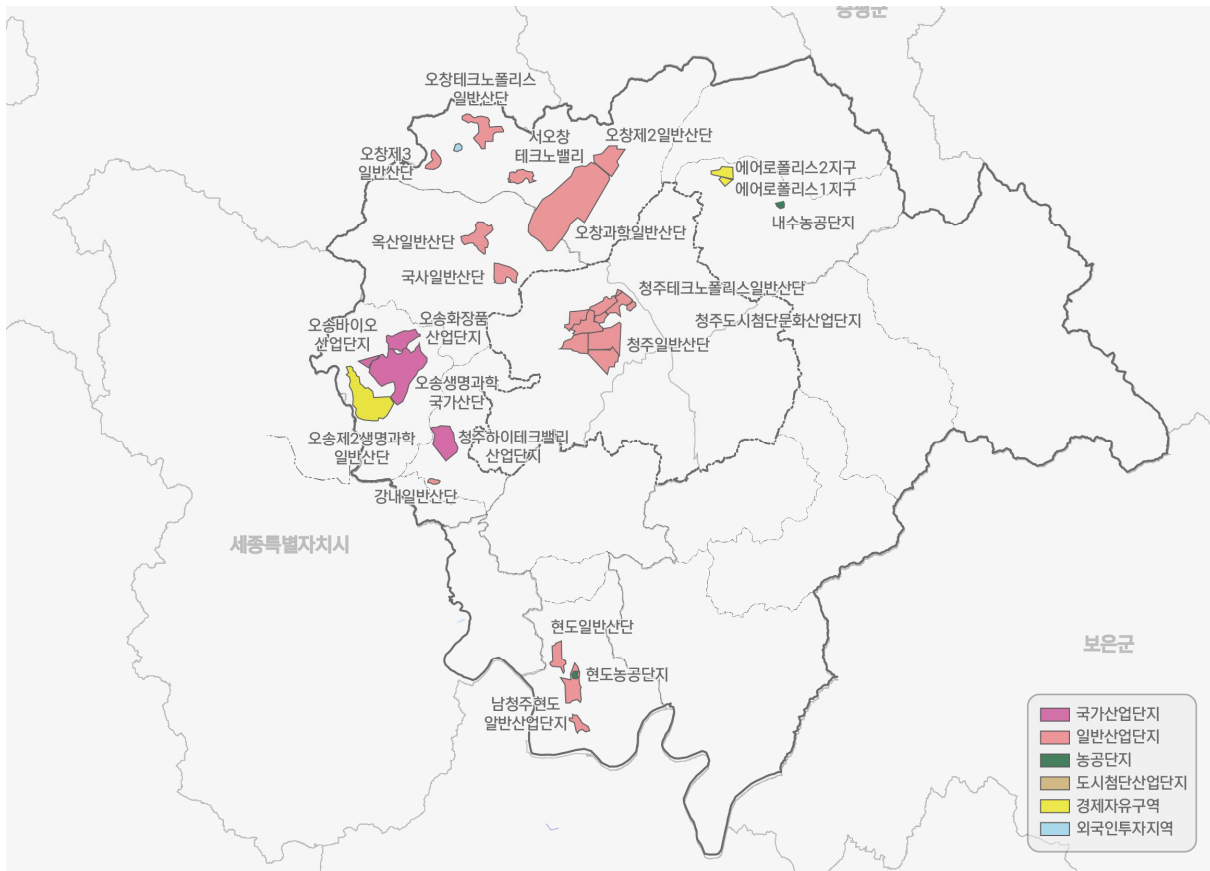 증평군
오창테크노폴리스
일반산단
서오창
테크노밸리
오창제2일반산단
오창제3
일반산단
에어로폴리스2지구
에어로폴리스1지구
내수농공단지
옥산일반산단
오창과학일반산단
국사일반산단
청주테크노폴리스일반산단
오송바이오
산업단지
오송화장품
산업단지
청주도시첨단문화산업단지
청주일반산단
오송생명과학
국가산단
오송제2생명과학
일반산단
청주하이테크밸리
산업단지
강내일반산단
세종특별자치시
현도일반산단
보은군
현도농공단지
남청주현도
알반산업단지
국가산업단지
일반산업단지
농공단지
도시첨단산업단지
경제자유구역
외국인투자지역